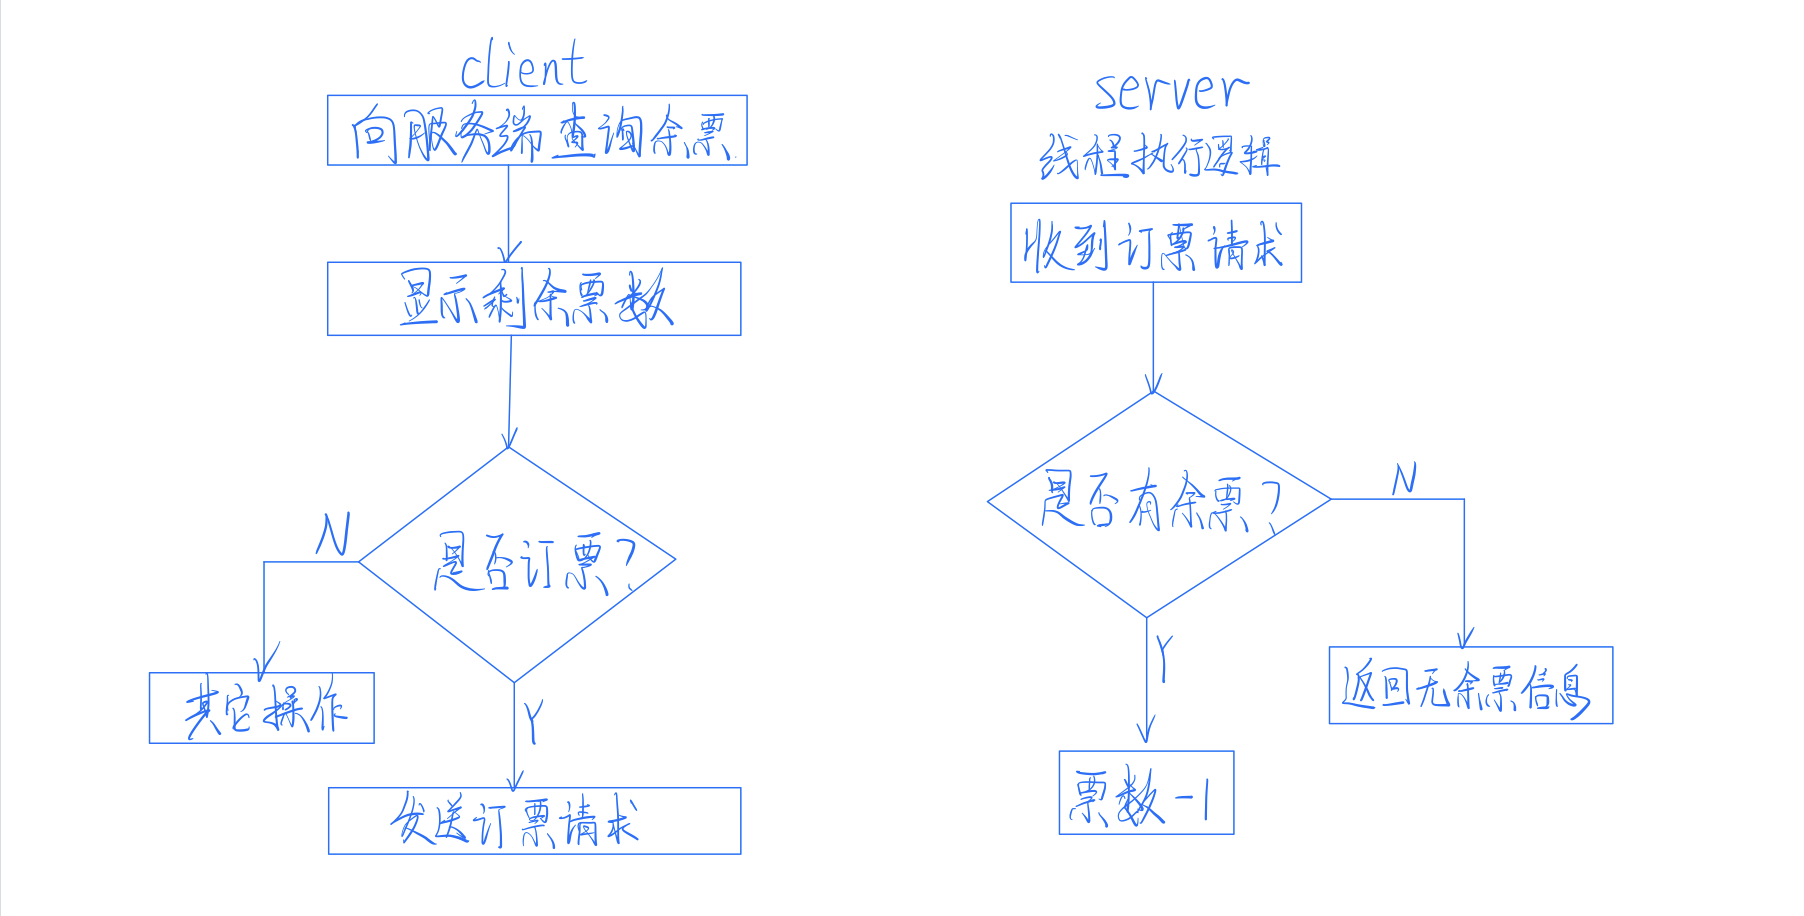 client
向服务端查询余票
显示剩余票数
是否订票?
N
其它操作
Y
发送订票请求
server
线程执行逻辑
收到订票请求
是否有余票?
N
返回无余票信息
Y
票数-1